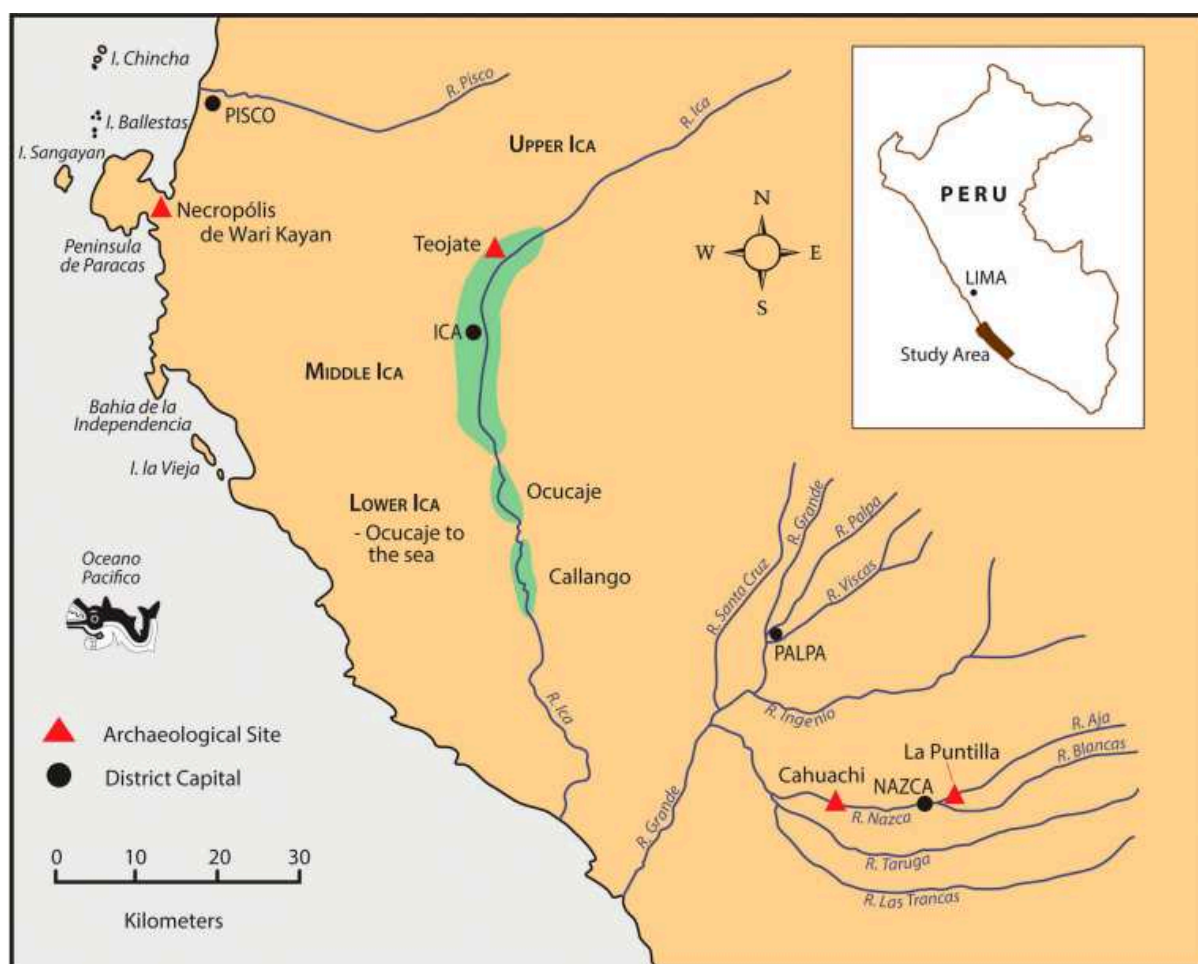 I. Chincha
R. Pisco
R. Ica
PISCO
I. Ballestas
UPPER ICA
I. Sangayan
Necropólis
de Wari Kayan
Península
de Paracas
Teojate
ICA
MIDDLE ICA
Bahia de la
Independencia
I. la Vieja
LOWER ICA
- Ocucaje to
the sea
Ocucaje
Callango
Oceano
Pacifico
R. Ica
N
W
E
S
PERU
LIMA
Study Area
R. Santa Cruz
R. Grande
R. Palpa
R. Viscas
PALPA
R. Ingenio
R. Aja
La Puntilla
R. Blancas
Cahuachi
NAZCA
R. Nazca
R. Grande
R. Taruga
R. Las Trancas
Archaeological Site
District Capital
0 10 20 30
Kilometers